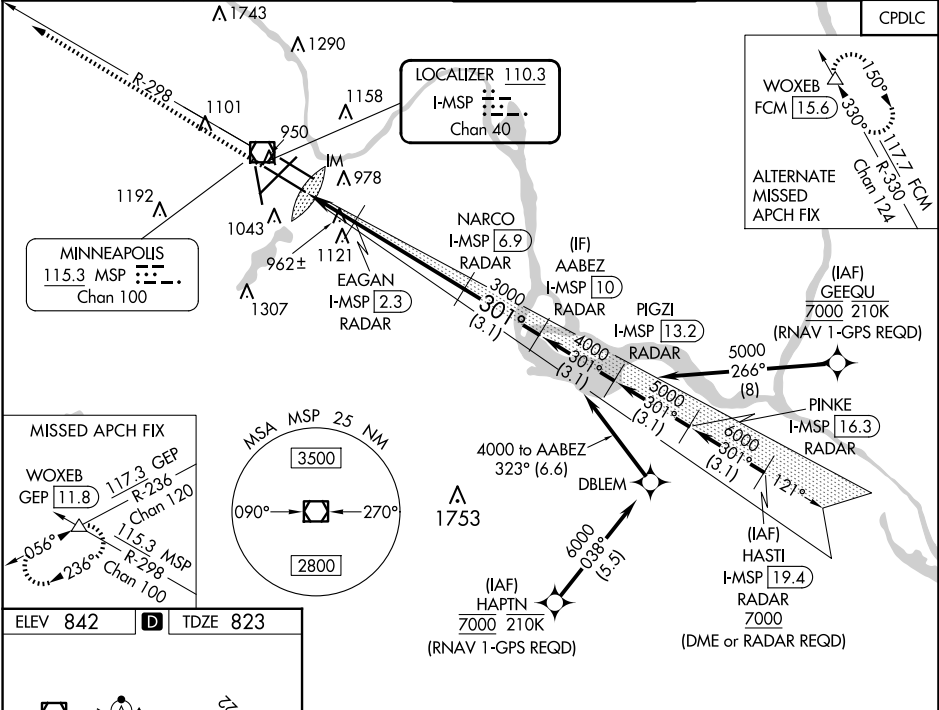 1743
1290
R-298
1101
1158
950
IM
978
1192
1043
962±
1121
1307
LOCALIZER 110.3
I-MSP
Chan 40
MINNEAPOLIS
115.3 MSP
Chan 100
CPDLC
WOXEB
FCM 15.6
150°
330°
117.7 FCM
R-330
Chan 124
ALTERNATE
MISSED
APCH FIX
EAGAN
I-MSP 2.3
RADAR
NARCO
I-MSP 6.9
RADAR
3000
301°
(3.1)
(IF)
AABEZ
I-MSP 10
RADAR
4000
301°
(3.1)
PIGZI
I-MSP 13.2
RADAR
5000
301°
(3.1)
(IAF)
GEEQU
7000 210K
(RNAV 1-GPS REQD)
5000
266°
(8)
PINKE
I-MSP 16.3
RADAR
6000
301°
(3.1)
121°
(IAF)
HASTI
I-MSP 19.4
RADAR
7000
(DME or RADAR REQD)
4000 to AABEZ
323° (6.6)
DBLEM
6000
038°
(5.5)
(IAF)
HAPTN
7000 210K
(RNAV 1-GPS REQD)
1753
MISSED APCH FIX
WOXEB
GEP 11.8
117.3 GEP
R-236
Chan 120
056°
236°
115.3 MSP
R-298
Chan 100
MSA MSP 25 NM
3500
090°
270°
2800
ELEV 842 D TDZE 823
22